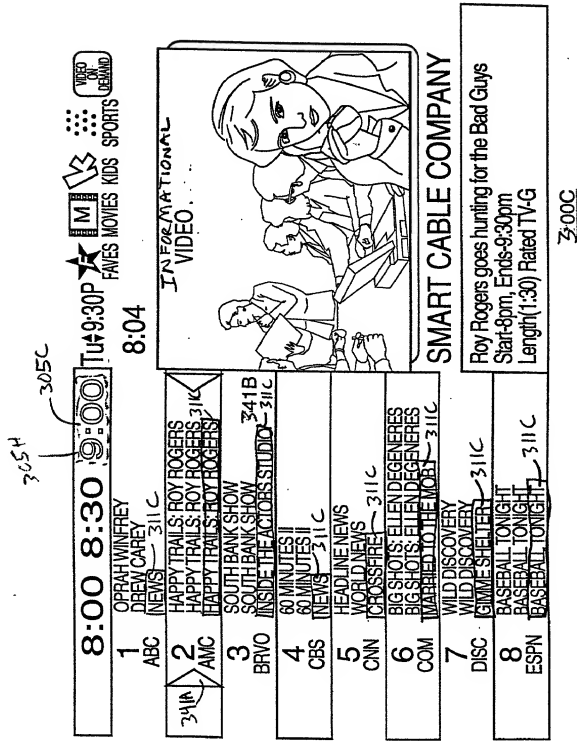 305H
305C
8:00 8:30 9:00 Tu 9:30P
FAVES MOVIES KIDS SPORTS
M
VIDEO ON DEMAND
8:04
1 ABC
OPRAH WINFREY
DREW CAREY
NEWS 311C
341A
2 AMC
HAPPY TRAILS: ROY ROGERS
HAPPY TRAILS: ROY ROGERS 311C
HAPPY TRAILS: ROY ROGERS
3 BRVO
SOUTH BANK SHOW
SOUTH BANK SHOW 341B
INSIDE THE ACTORS STUDIO 311C
4 CBS
60 MINUTES II
60 MINUTES II
NEWS 311C
5 CNN
HEADLINE NEWS
WORLD NEWS
CROSSFIRE 311C
6 COM
BIG SHOTS: ELLEN DEGENERES
BIG SHOTS: ELLEN DEGENERES
MARRIED TO THE MOB 311C
7 DISC
WILD DISCOVERY
WILD DISCOVERY
GIMME SHELTER 311C
8 ESPN
BASEBALL TONIGHT
BASEBALL TONIGHT
BASEBALL TONIGHT 311C
INFORMATIONAL
VIDEO....
SMART CABLE COMPANY
Roy Rogers goes hunting for the Bad Guys
Start-8pm, Ends-9:30pm
Length(1:30) Rated TV-G
300C